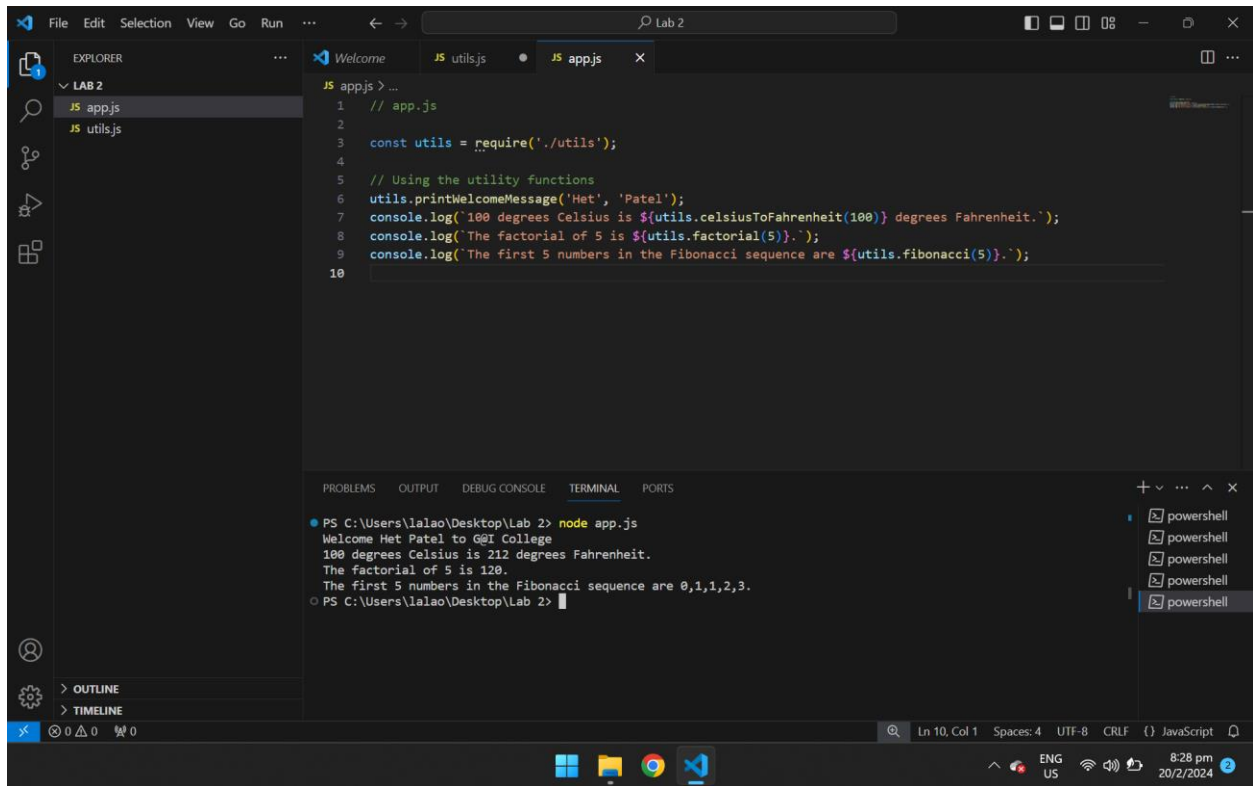 File Edit Selection View Go Run ··· Lab 2
EXPLORER ···
LAB 2
JS app.js
JS utils.js
Welcome JS utils.js JS app.js
JS app.js > ...
1 // app.js
2
3 const utils = require('./utils');
4
5 // Using the utility functions
6 utils.printWelcomeMessage('Het', 'Patel');
7 console.log(`100 degrees Celsius is ${utils.celsiusToFahrenheit(100)} degrees Fahrenheit.`);
8 console.log(`The factorial of 5 is ${utils.factorial(5)}.`);
9 console.log(`The first 5 numbers in the Fibonacci sequence are ${utils.fibonacci(5)}.`);
10
PROBLEMS OUTPUT DEBUG CONSOLE TERMINAL PORTS
PS C:\Users\lalao\Desktop\Lab 2> node app.js
Welcome Het Patel to G@I College
100 degrees Celsius is 212 degrees Fahrenheit.
The factorial of 5 is 120.
The first 5 numbers in the Fibonacci sequence are 0,1,1,2,3.
PS C:\Users\lalao\Desktop\Lab 2>
powershell
powershell
powershell
powershell
powershell
1
OUTLINE
TIMELINE
0 0 0 Ln 10, Col 1 Spaces: 4 UTF-8 CRLF {} JavaScript
ENG
US
8:28 pm
20/2/2024
2